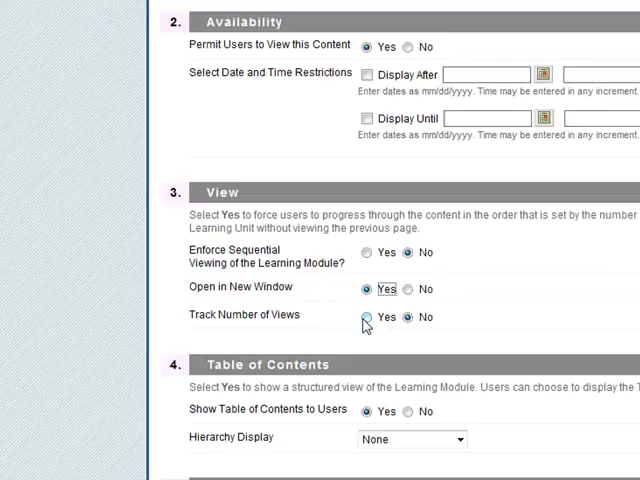 2. Availability
Permit Users to View this Content Yes No
Select Date and Time Restrictions Display After
Enter dates as mm/dd/yyyy. Time may be entered in any increment.
Display Until
Enter dates as mm/dd/yyyy. Time may be entered in any increment.
3. View
Select Yes to force users to progress through the content in the order that is set by the number
Learning Unit without viewing the previous page.
Enforce Sequential
Viewing of the Learning Module? Yes No
Open in New Window Yes No
Track Number of Views Yes No
4. Table of Contents
Select Yes to show a structured view of the Learning Module. Users can choose to display the T
Show Table of Contents to Users Yes No
Hierarchy Display None